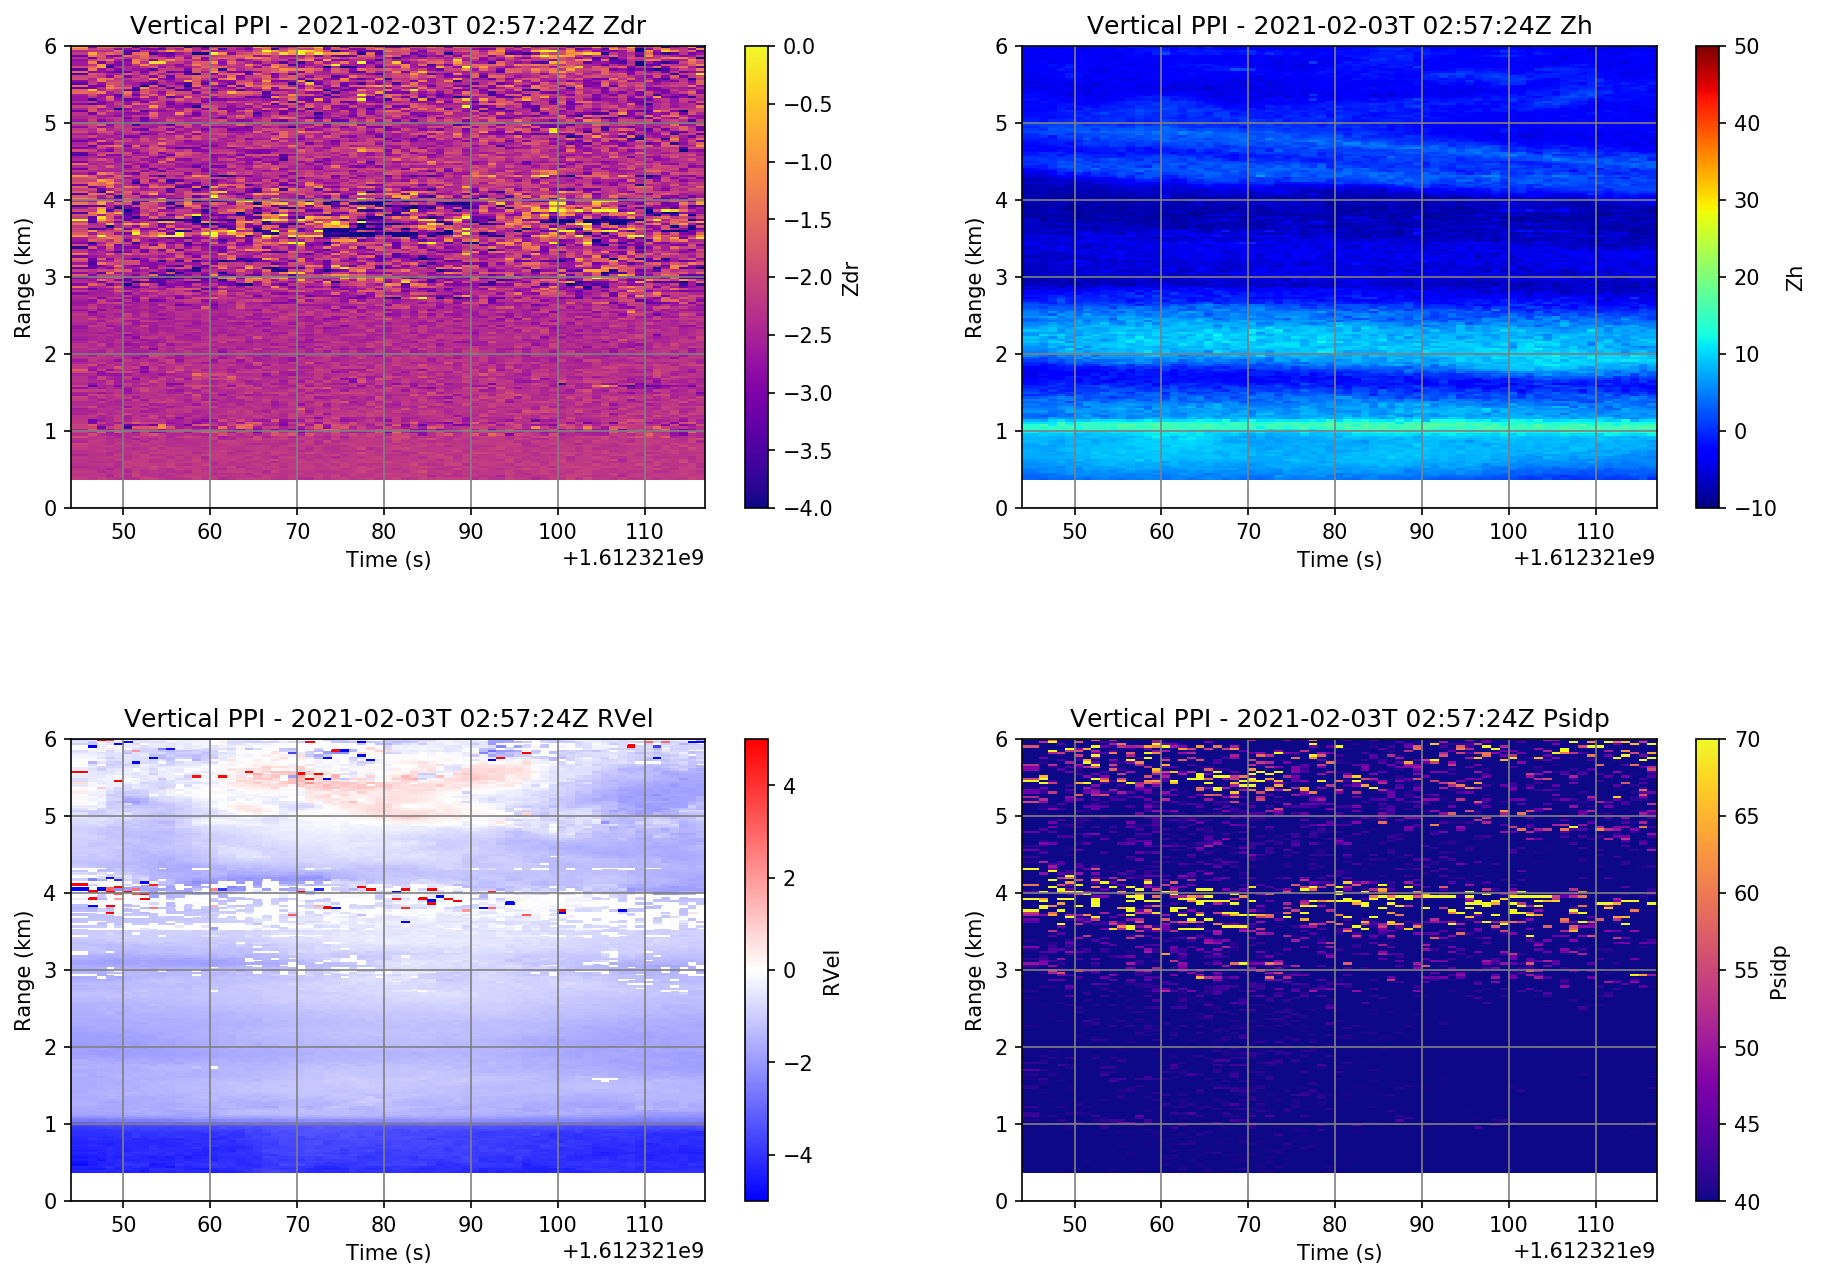 Vertical PPI - 2021-02-03T 02:57:24Z Zdr
6
5
4
3
2
1
0
Range (km)
50 60 70 80 90 100 110
Time (s)
+1.612321e9
0.0
−0.5
−1.0
−1.5
−2.0
−2.5
−3.0
−3.5
−4.0
Zdr
Vertical PPI - 2021-02-03T 02:57:24Z Zh
6
5
4
3
2
1
0
Range (km)
50 60 70 80 90 100 110
Time (s)
+1.612321e9
50
40
30
20
10
0
−10
Zh
Vertical PPI - 2021-02-03T 02:57:24Z RVel
6
5
4
3
2
1
0
Range (km)
50 60 70 80 90 100 110
Time (s)
+1.612321e9
4
2
0
−2
−4
RVel
Vertical PPI - 2021-02-03T 02:57:24Z Psidp
6
5
4
3
2
1
0
Range (km)
50 60 70 80 90 100 110
Time (s)
+1.612321e9
70
65
60
55
50
45
40
Psidp